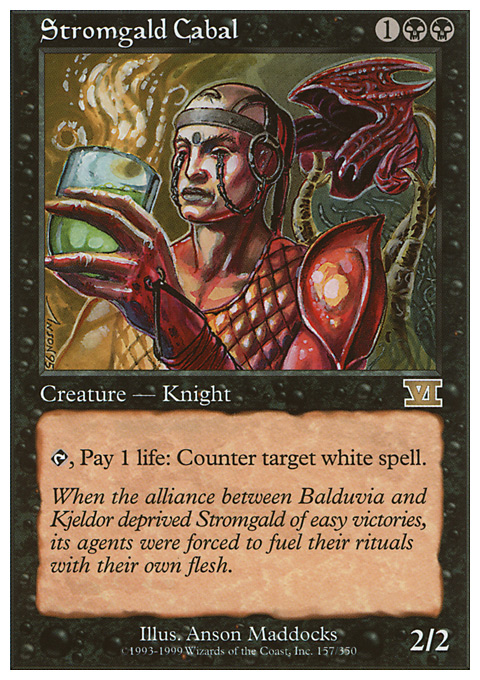 Stromgald Cabal 1
Creature — Knight VI
, Pay 1 life: Counter target white spell.
When the alliance between Balduvia and
Kjeldor deprived Stromgald of easy victories,
its agents were forced to fuel their rituals
with their own flesh.
Illus. Anson Maddocks
©1993-1999 Wizards of the Coast, Inc. 157/350
2/2